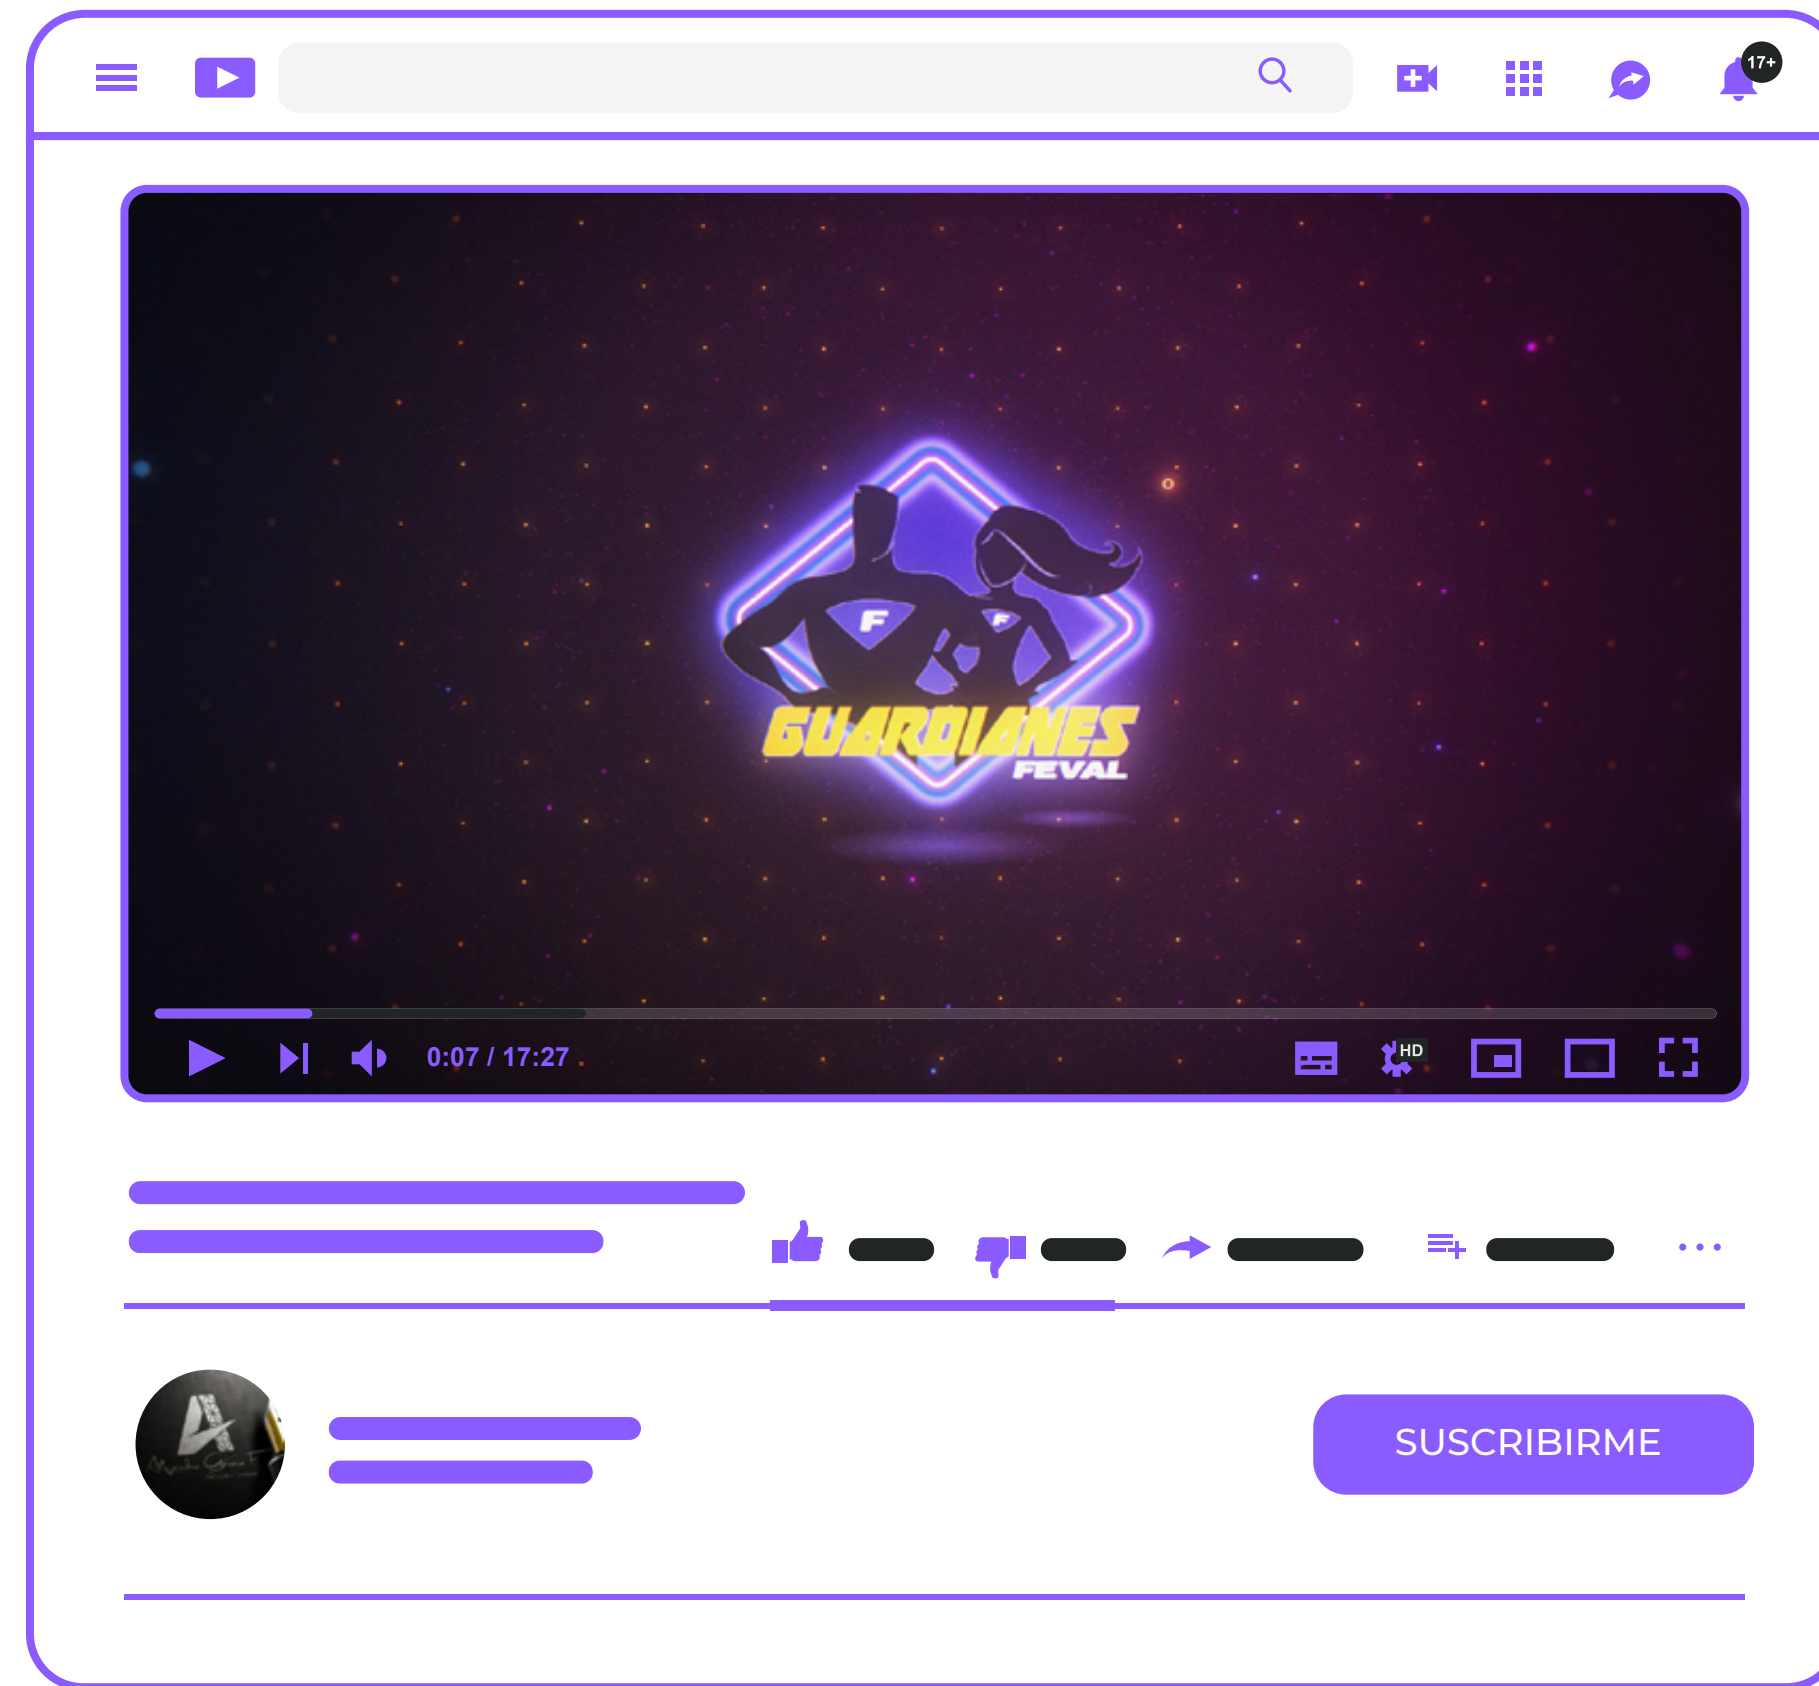 17+
F
F
GUARDIANES
FEVAL
0:07 / 17:27
HD
A
SUSCRIBIRME